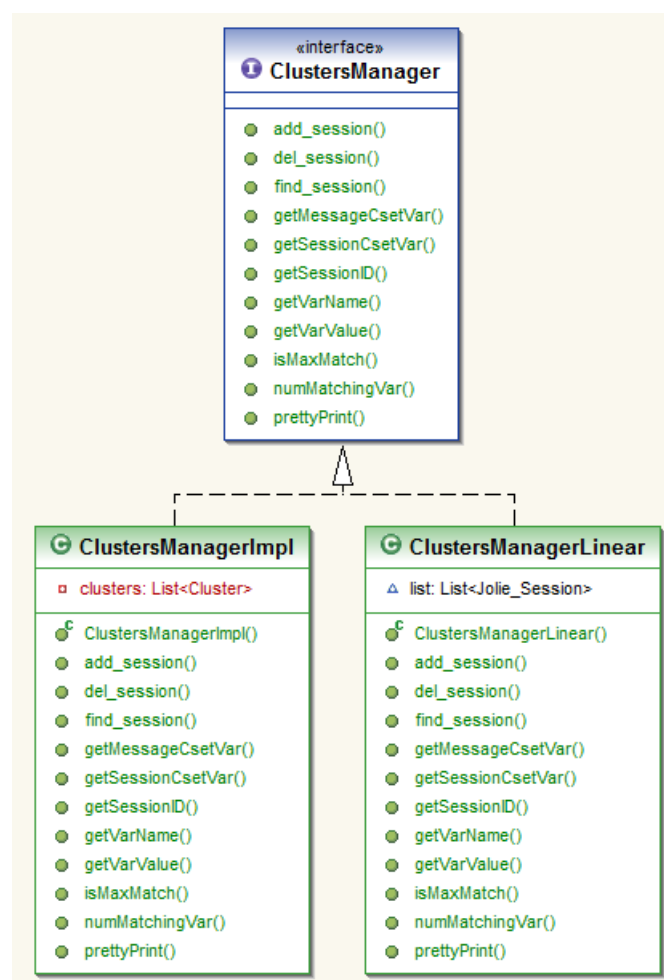 «interface»
ClustersManager
add_session()
del_session()
find_session()
getMessageCsetVar()
getSessionCsetVar()
getSessionID()
getVarName()
getVarValue()
isMaxMatch()
numMatchingVar()
prettyPrint()
ClustersManagerImpl
clusters: List<Cluster>
ClustersManagerImpl()
add_session()
del_session()
find_session()
getMessageCsetVar()
getSessionCsetVar()
getSessionID()
getVarName()
getVarValue()
isMaxMatch()
numMatchingVar()
prettyPrint()
ClustersManagerLinear
list: List<Jolie_Session>
ClustersManagerLinear()
add_session()
del_session()
find_session()
getMessageCsetVar()
getSessionCsetVar()
getSessionID()
getVarName()
getVarValue()
isMaxMatch()
numMatchingVar()
prettyPrint()